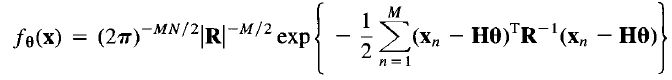 f_θ(x) = (2π)^{-MN/2}|R|^{-M/2} exp{ - 1/2 ∑_{n=1}^{M} (x_n - Hθ)^T R^{-1}(x_n - Hθ)}